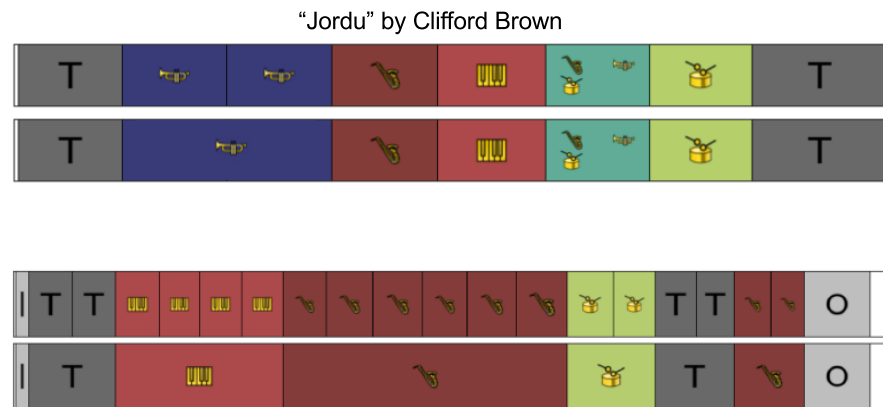 “Jordu” by Clifford Brown
T T
T T
I T T T T O
I T T O